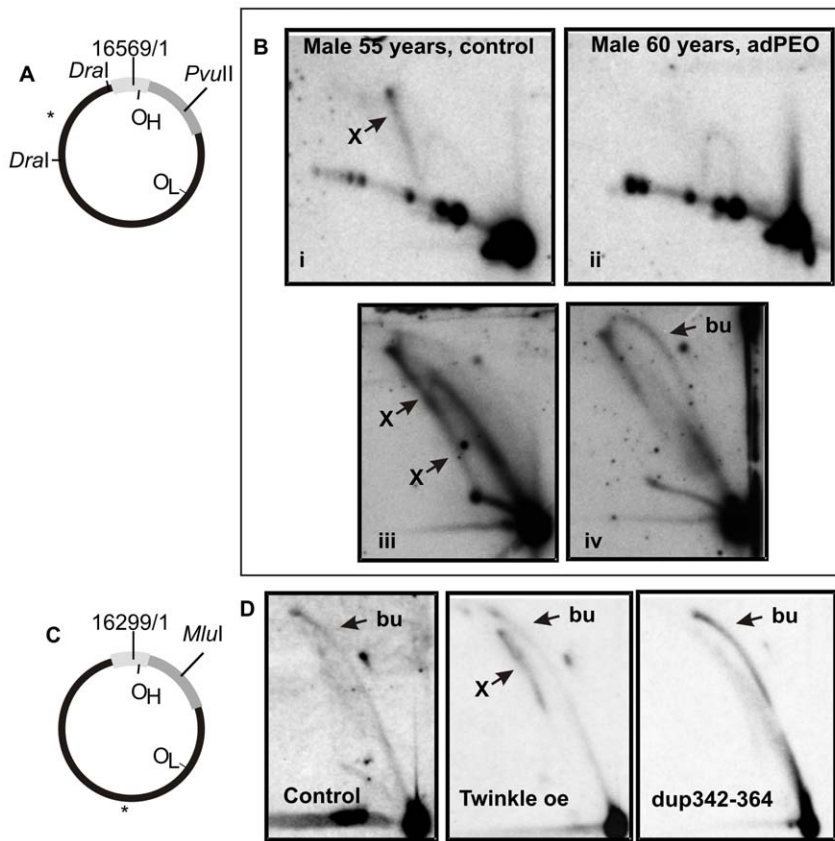 A
16569/1
DraI
PvuII
OH
*
DraI
OL
B
Male 55 years, control
X
i
Male 60 years, adPEO
ii
X
X
iii
bu
iv
C
16299/1
MluI
OH
OL
*
D
bu
Control
bu
X
Twinkle oe
bu
dup342-364